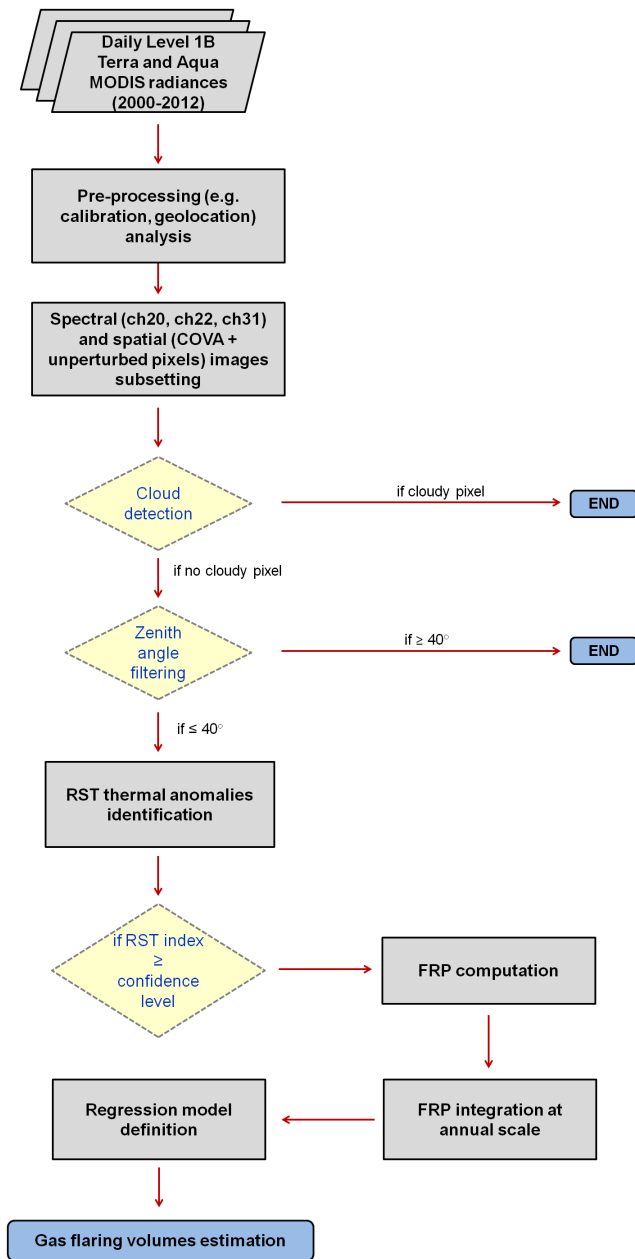 Daily Level 1B
Terra and Aqua
MODIS radiances
(2000-2012)
Pre-processing (e.g.
calibration, geolocation)
analysis
Spectral (ch20, ch22, ch31)
and spatial (COVA +
unperturbed pixels) images
subsetting
Cloud
detection
if cloudy pixel
END
if no cloudy pixel
Zenith
angle
filtering
if ≥ 40°
END
if ≤ 40°
RST thermal anomalies
identification
if RST index
≥
confidence
level
FRP computation
FRP integration at
annual scale
Regression model
definition
Gas flaring volumes estimation